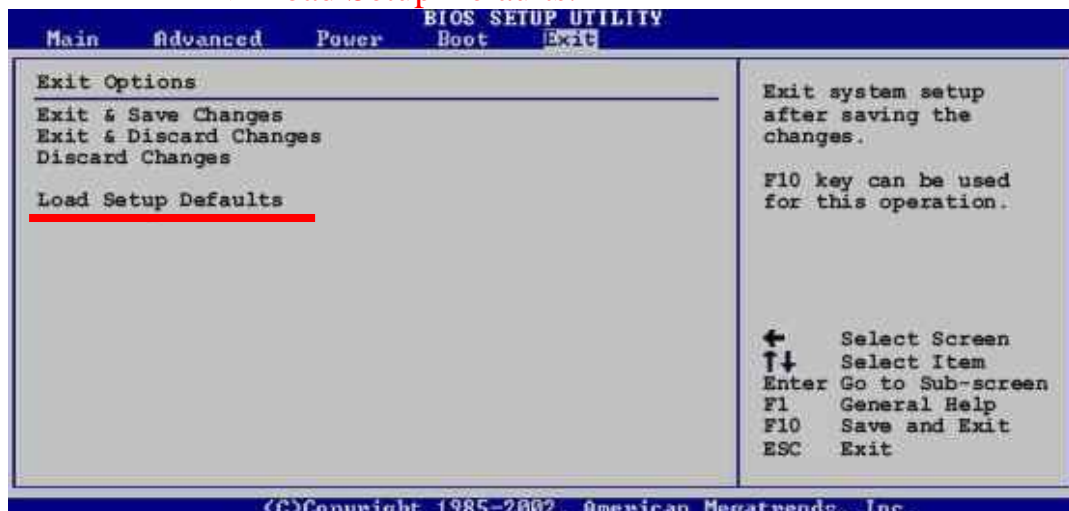 BIOS SETUP UTILITY
Main Advanced Power Boot Exit
Exit Options
Exit & Save Changes
Exit & Discard Changes
Discard Changes
Load Setup Defaults
Exit system setup
after saving the
changes.
F10 key can be used
for this operation.
← Select Screen
↑↓ Select Item
Enter Go to Sub-screen
F1 General Help
F10 Save and Exit
ESC Exit
(C)Copyright 1985-2002, American Megatrends, Inc.